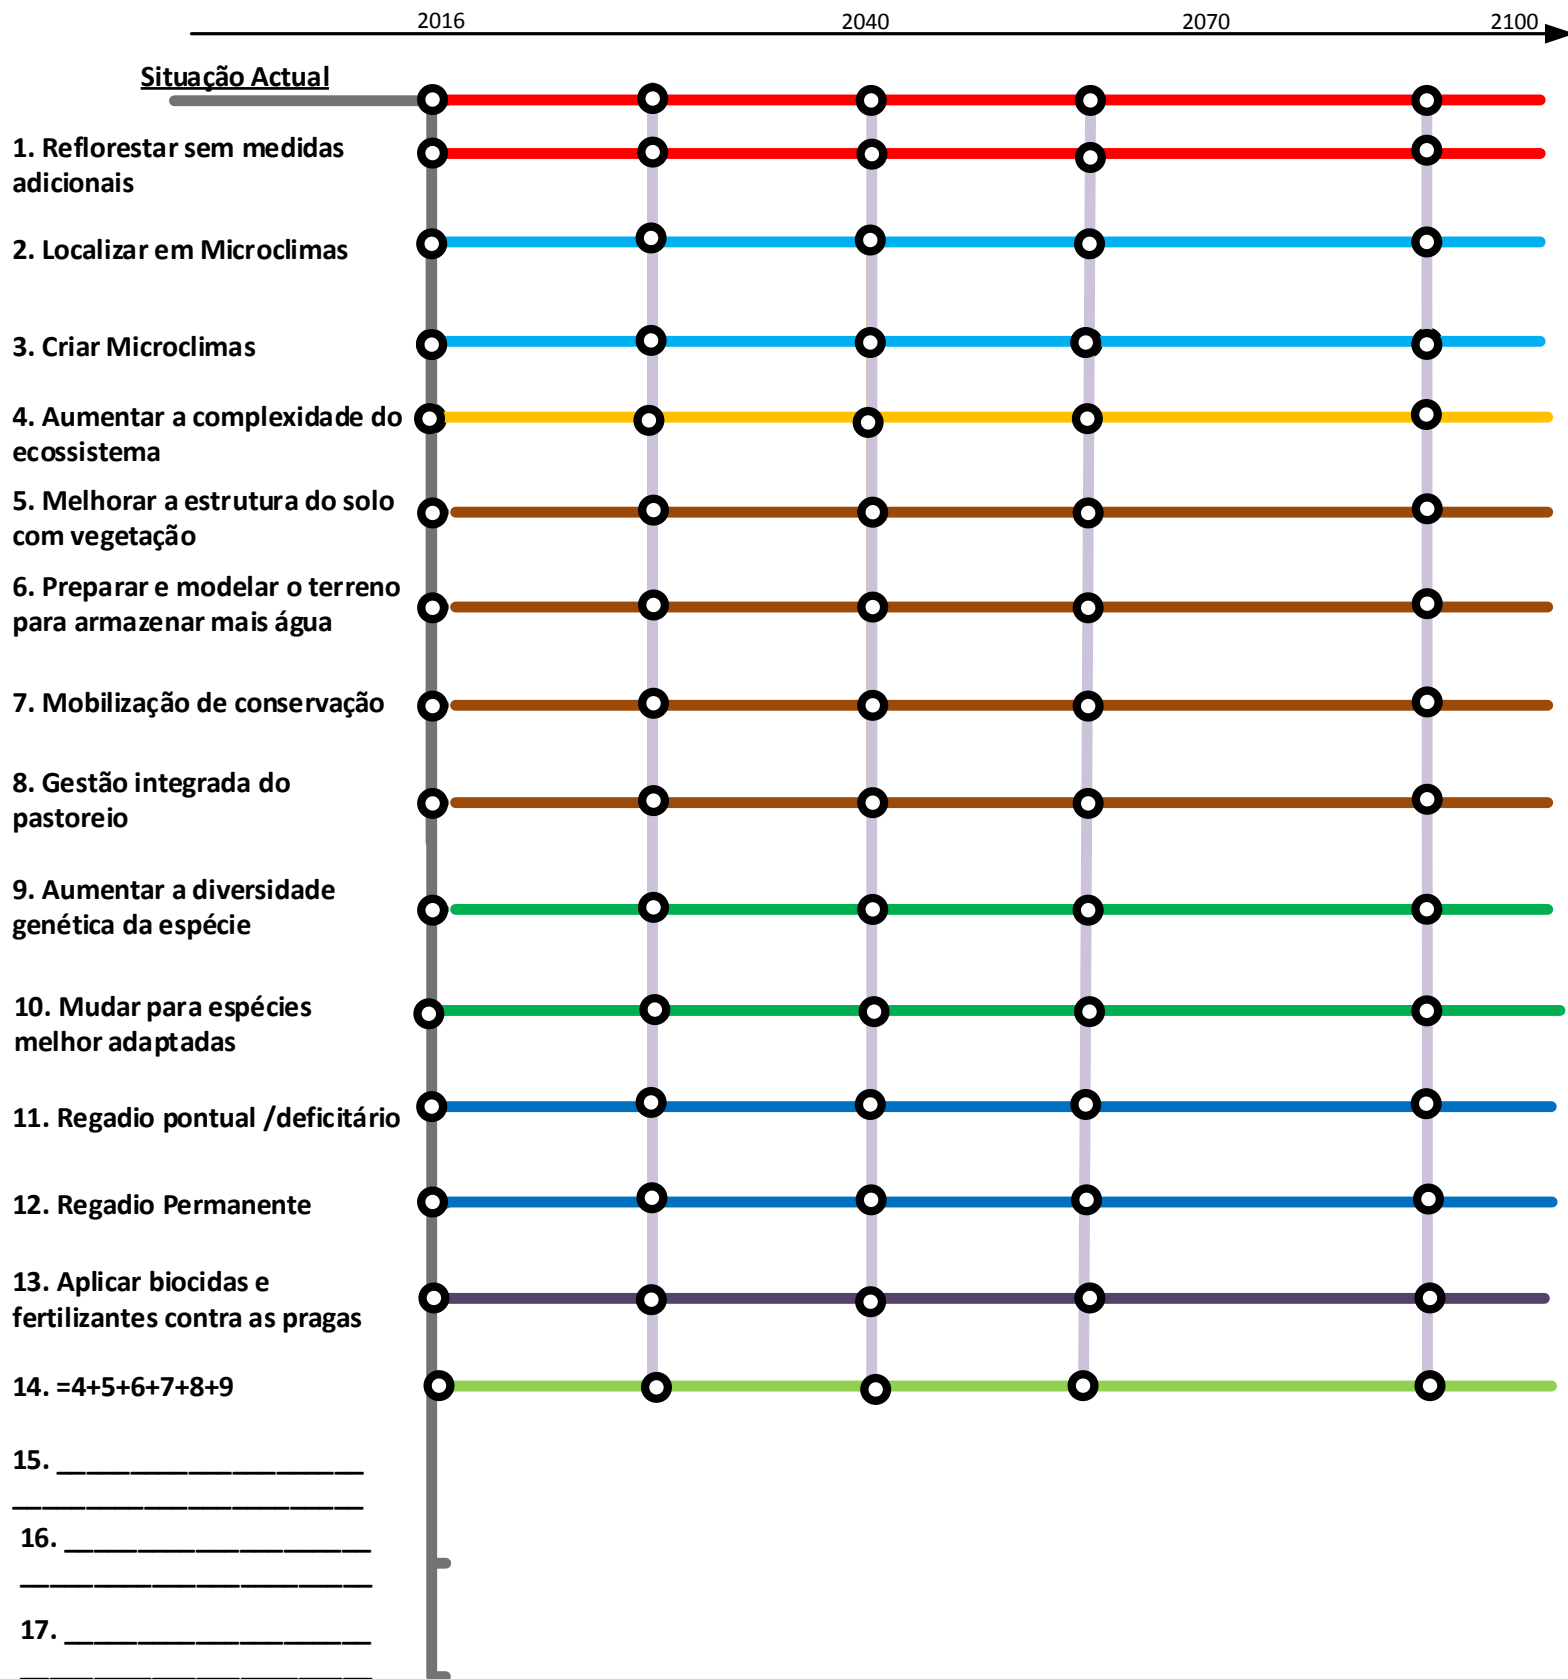 2016 2040 2070 2100
Situação Actual
1. Reflorestar sem medidas
adicionais
2. Localizar em Microclimas
3. Criar Microclimas
4. Aumentar a complexidade do
ecossistema
5. Melhorar a estrutura do solo
com vegetação
6. Preparar e modelar o terreno
para armazenar mais água
7. Mobilização de conservação
8. Gestão integrada do
pastoreio
9. Aumentar a diversidade
genética da espécie
10. Mudar para espécies
melhor adaptadas
11. Regadio pontual /deficitário
12. Regadio Permanente
13. Aplicar biocidas e
fertilizantes contra as pragas
14. =4+5+6+7+8+9
15. _____________________
________________________
16. _____________________
________________________
17. _____________________
________________________